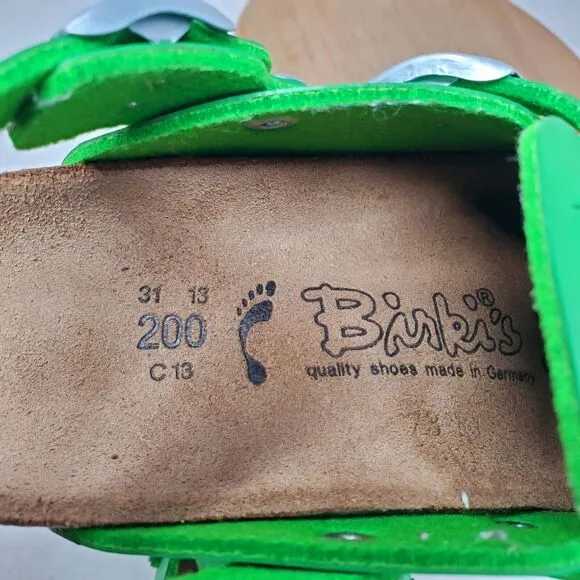 31 13
200
C 13
Birki's®
quality shoes made in Germany